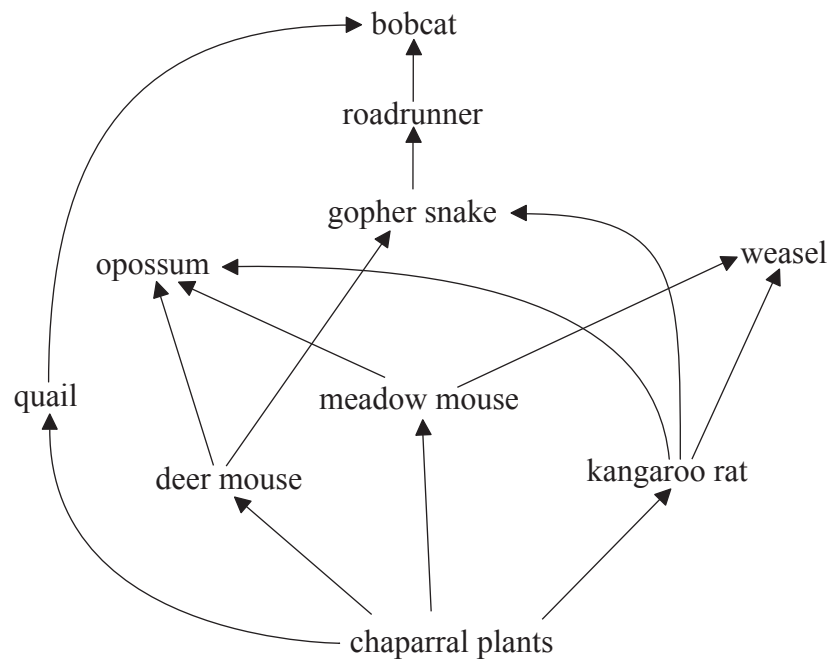 bobcat
roadrunner
gopher snake
opossum
weasel
quail
meadow mouse
deer mouse
kangaroo rat
chaparral plants